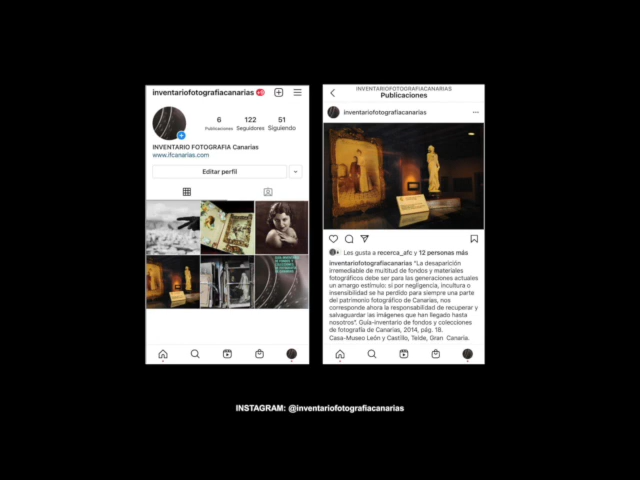 inventariofotografiacanarias
6
122
51
Publicaciones
Seguidores
Siguiendo
INVENTARIO FOTOGRAFIA Canarias
www.ifcanarias.com
Editar perfil
INVENTARIOFOTOGRAFIACANARIAS
Publicaciones
inventariofotografiacanarias
Les gusta a recerca_afc y 12 personas más
inventariofotografiacanarias "La desaparición
irremediable de multitud de fondos y materiales
fotográficos debe ser para las generaciones actuales
un amargo estímulo: si por negligencia, incultura o
insensibilidad se ha perdido para siempre una parte
del patrimonio fotográfico de Canarias, nos
corresponde ahora la responsabilidad de recuperar y
salvaguardar las imágenes que han llegado hasta
nosotros". Guía-inventario de fondos y colecciones
de fotografía de Canarias, 2014, pág. 18.
Casa-Museo León y Castillo, Telde, Gran Canaria.
INSTAGRAM: @inventariofotografiacanarias